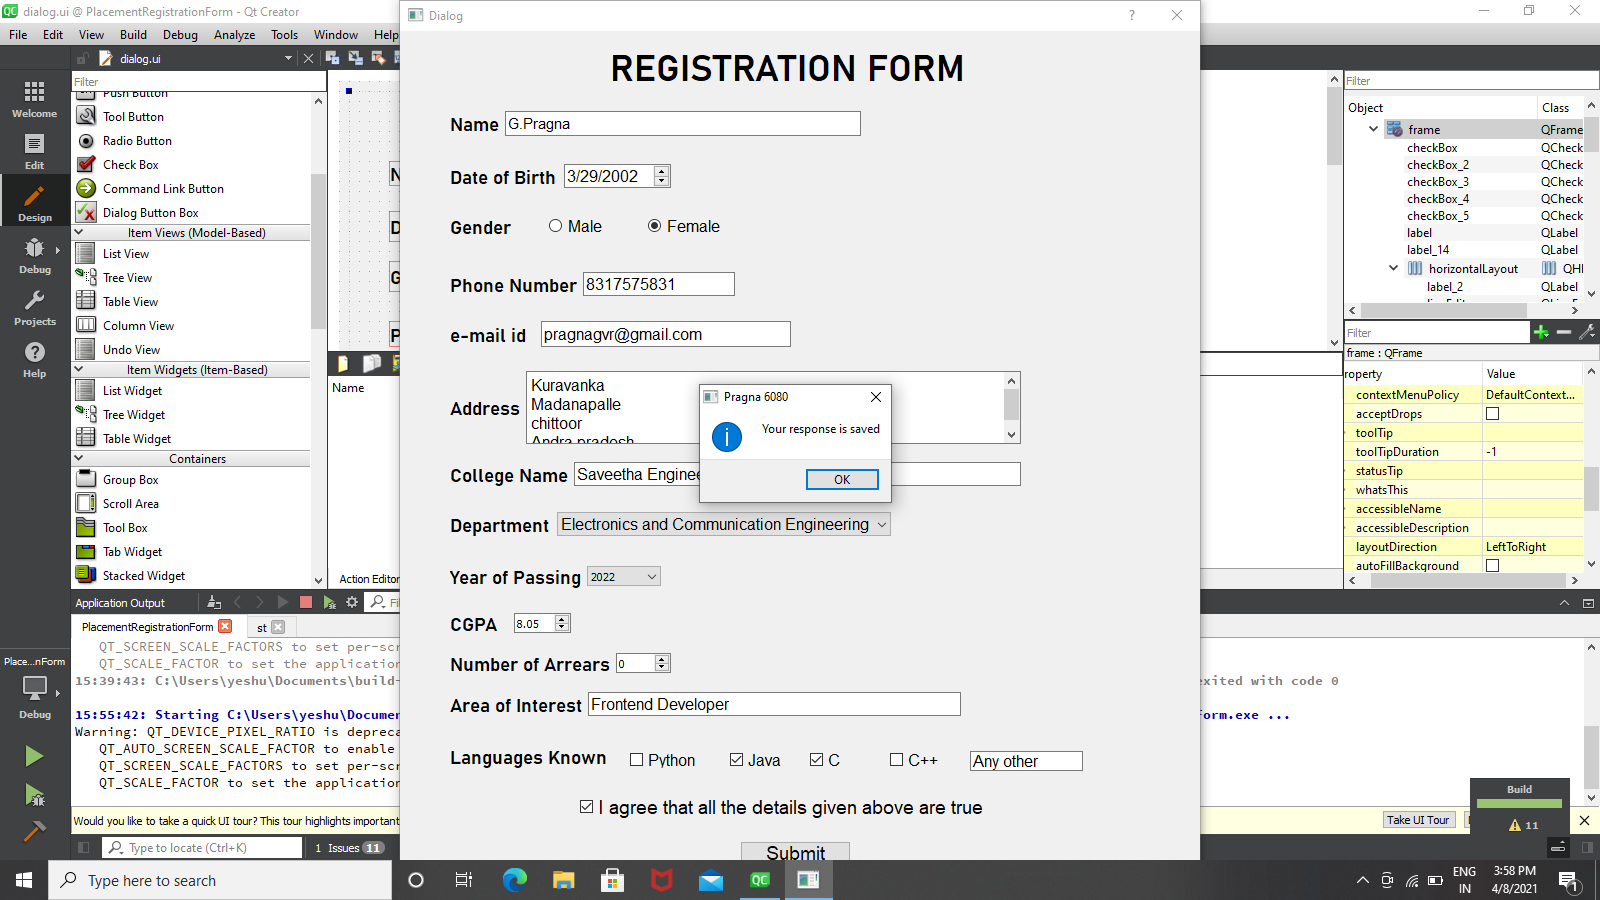 dialog.ui @ PlacementRegistrationForm - Qt Creator
File Edit View Build Debug Analyze Tools Window Help
dialog.ui
Filter
Push Button
Tool Button
Radio Button
Check Box
Command Link Button
Dialog Button Box
Item Views (Model-Based)
List View
Tree View
Table View
Column View
Undo View
Item Widgets (Item-Based)
List Widget
Tree Widget
Table Widget
Containers
Group Box
Scroll Area
Tool Box
Tab Widget
Stacked Widget
Welcome
Edit
Design
Debug
Projects
Help
Place...nForm
Debug
N
D
G
P
Name
Action Editor
Dialog
?
REGISTRATION FORM
Name G.Pragna
Date of Birth 3/29/2002
Gender Male Female
Phone Number 8317575831
e-mail id pragnagvr@gmail.com
Address Kuravanka
Madanapalle
chittoor
Andra pradesh
College Name Saveetha Enginee
Department Electronics and Communication Engineering
Year of Passing 2022
CGPA 8.05
Number of Arrears 0
Area of Interest Frontend Developer
Languages Known Python Java C C++ Any other
I agree that all the details given above are true
Submit
Pragna 6080
Your response is saved
OK
Filter
Object Class
frame QFrame
checkBox QCheck
checkBox_2 QCheck
checkBox_3 QCheck
checkBox_4 QCheck
checkBox_5 QCheck
label QLabel
label_14 QLabel
horizontalLayout QHI
label_2 QLabel
Filter
frame : QFrame
roperty Value
contextMenuPolicy DefaultContext...
acceptDrops
toolTip
toolTipDuration -1
statusTip
whatsThis
accessibleName
accessibleDescription
layoutDirection LeftToRight
autoFillBackground
Application Output
PlacementRegistrationForm st
QT_SCREEN_SCALE_FACTORS to set per-scr
QT_SCALE_FACTOR to set the application
15:39:43: C:\Users\yeshu\Documents\build- exited with code 0
15:55:42: Starting C:\Users\yeshu\Documen Form.exe ...
Warning: QT_DEVICE_PIXEL_RATIO is depreca
QT_AUTO_SCREEN_SCALE_FACTOR to enable
QT_SCREEN_SCALE_FACTORS to set per-scr
QT_SCALE_FACTOR to set the application
Would you like to take a quick UI tour? This tour highlights important
Take UI Tour
Build
11
Type to locate (Ctrl+K)
1 Issues 11
Type here to search
ENG
IN
3:58 PM
4/8/2021
1